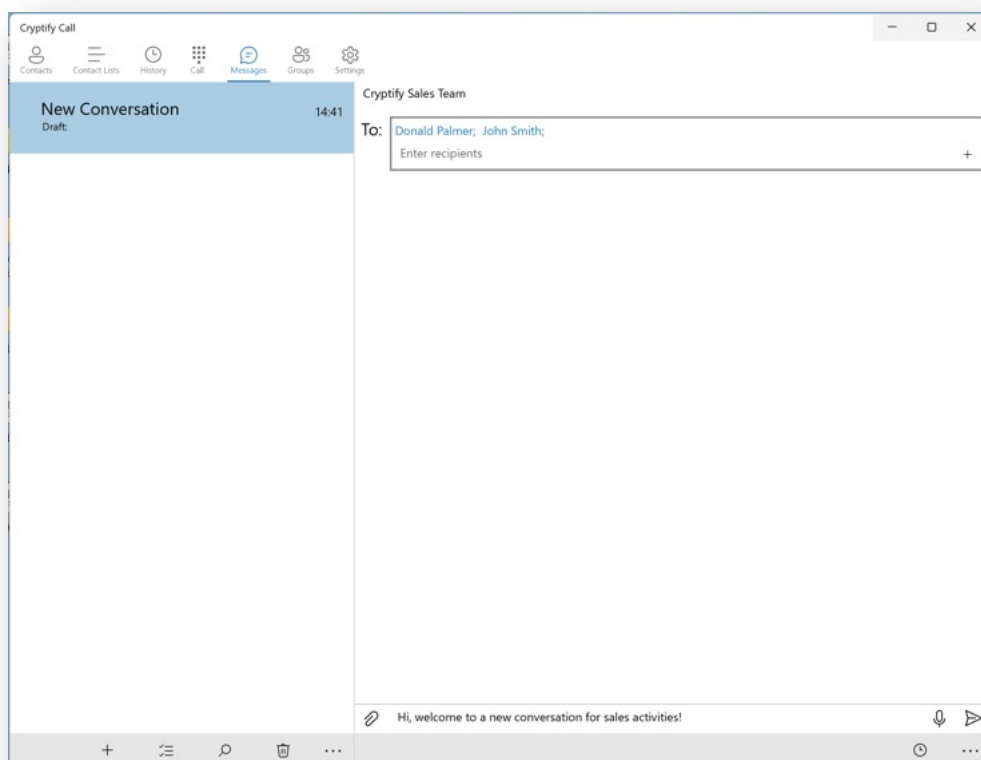 Cryptify Call
Contacts Contact Lists History Call Messages Groups Settings
New Conversation 14:41
Draft:
Cryptify Sales Team
To: Donald Palmer; John Smith;
Enter recipients
Hi, welcome to a new conversation for sales activities!